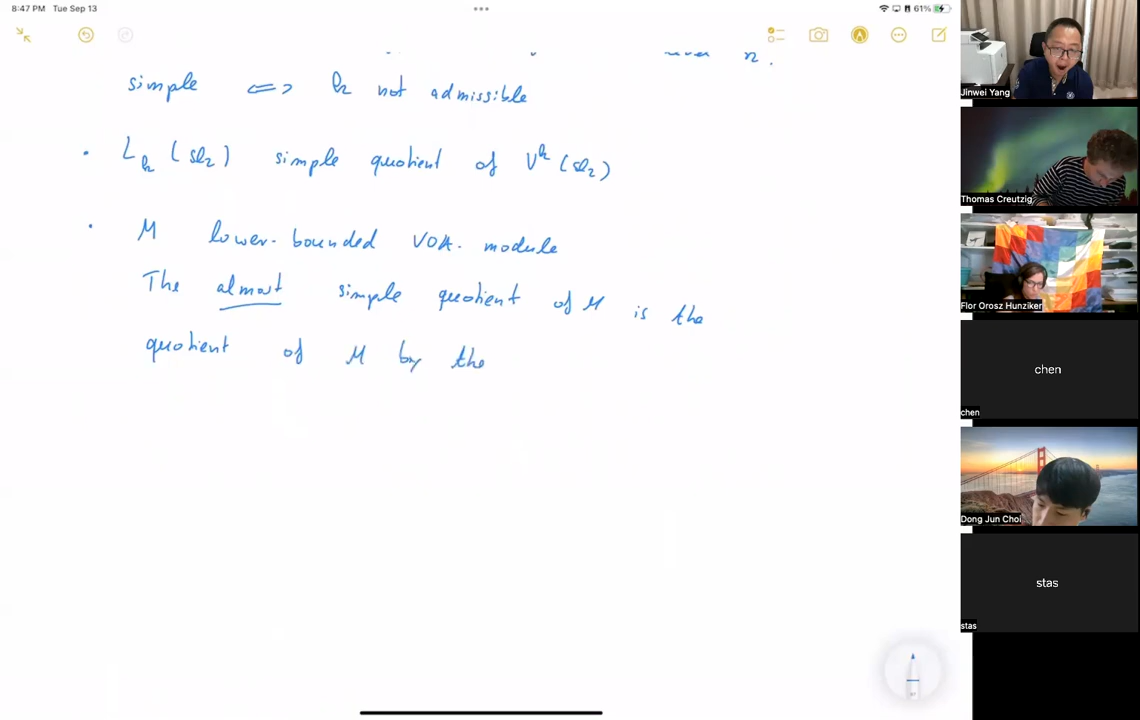 8:47 PM Tue Sep 13
61%
n.
simple ⟺ k not admissible
· L_k(sl₂) simple quotient of V^k(sl₂)
· M lower-bounded VOA-module
The almost simple quotient of M is the
quotient of M by the
Jinwei Yang
Thomas Creutzig
Flor Orosz Hunziker
chen
chen
Dong Jun Choi
stas
stas